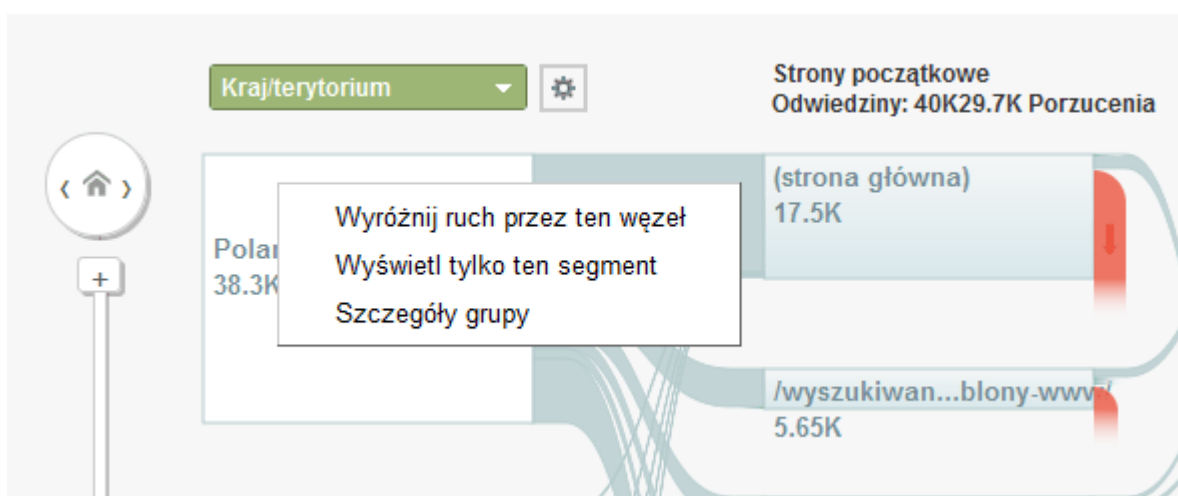 Kraj/terytorium
Strony początkowe
Odwiedziny: 40K29.7K Porzucenia
(strona główna)
17.5K
Wyróżnij ruch przez ten węzeł
Wyświetl tylko ten segment
Szczegóły grupy
38.3K
+
/wyszukiwan...blony-www/
5.65K